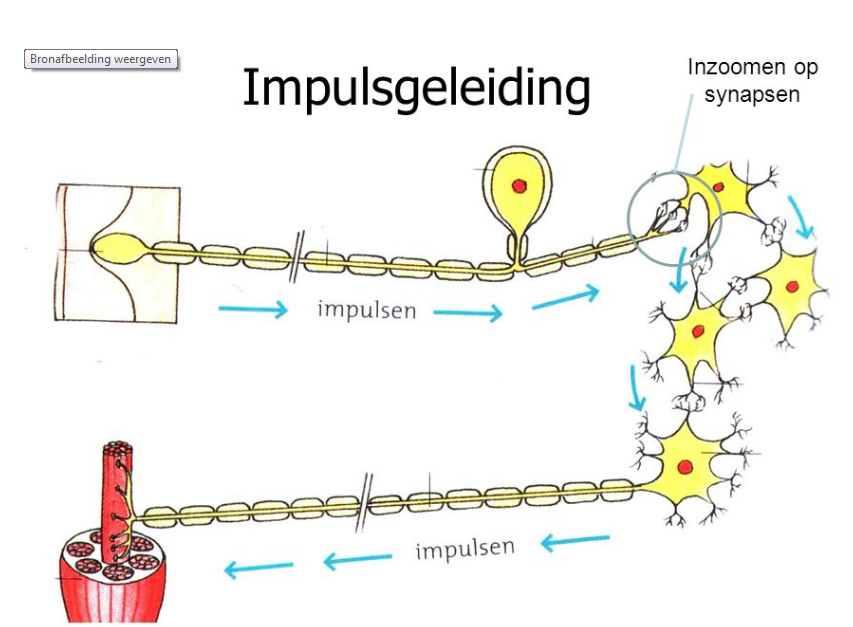 Bronafbeelding weergeven
Impulsgeleiding
Inzoomen op
synapsen
impulsen
impulsen